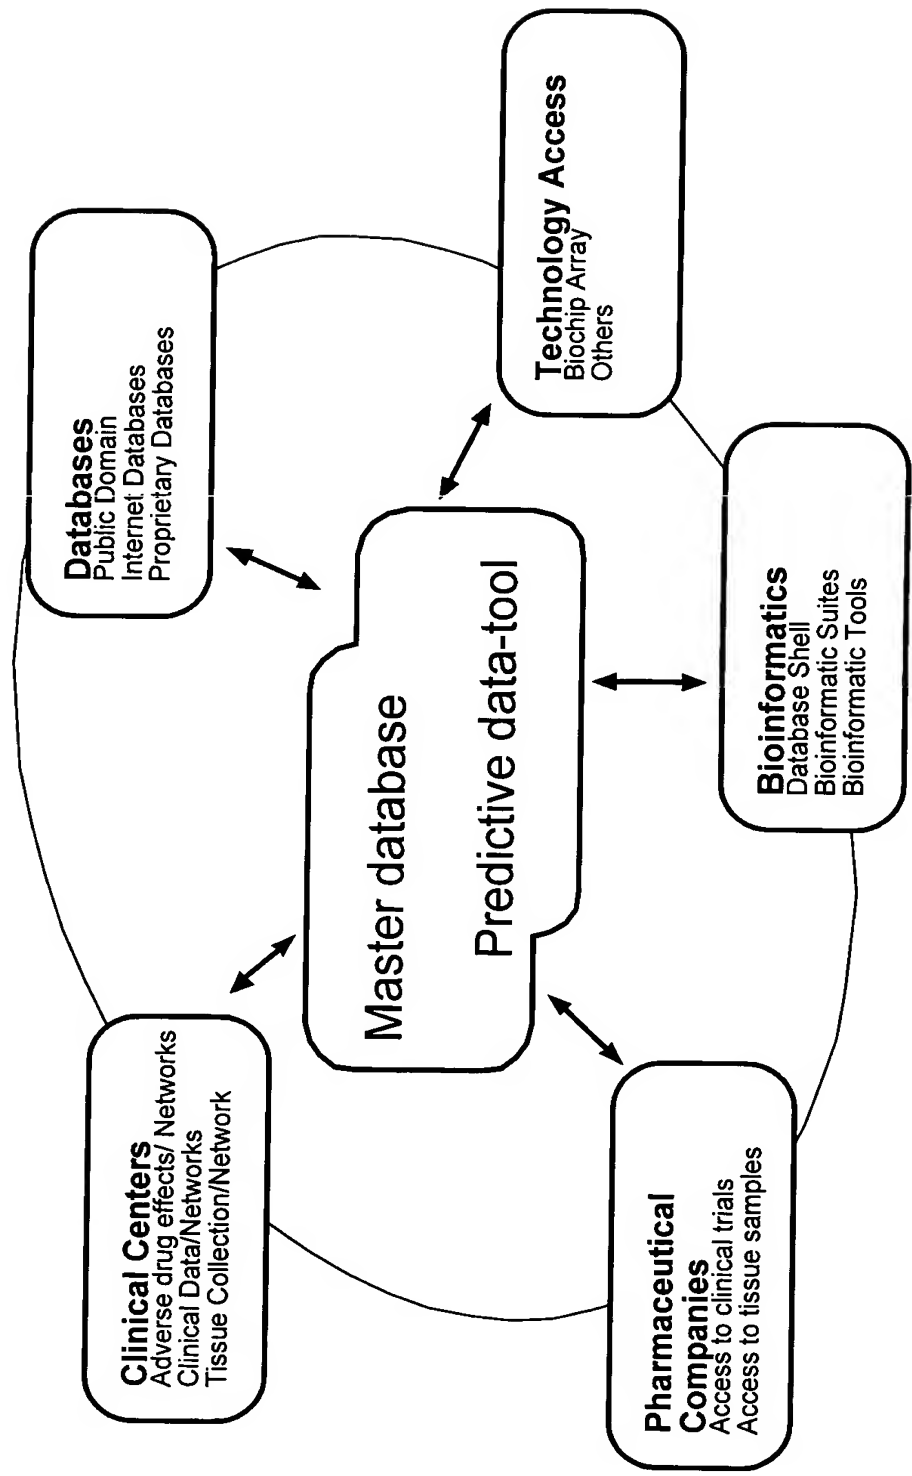 Clinical Centers
Adverse drug effects/ Networks
Clinical Data/Networks
Tissue Collection/Network
Databases
Public Domain
Internet Databases
Proprietary Databases
Master database
Predictive data-tool
Technology Access
Biochip Array
Others
Pharmaceutical
Companies
Access to clinical trials
Access to tissue samples
Bioinformatics
Database Shell
Bioinformatic Suites
Bioinformatic Tools